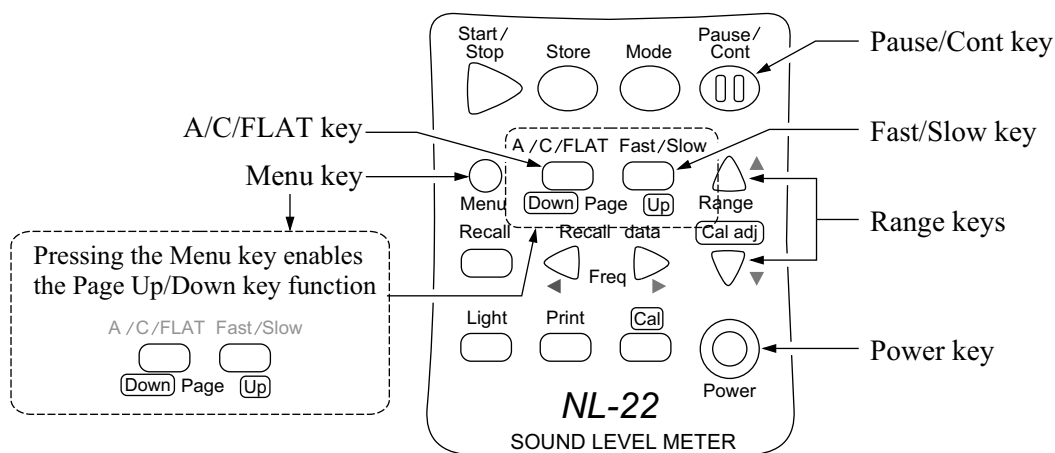 Start/
Stop
Store
Mode
Pause/
Cont
Pause/Cont key
A/C/FLAT key
A/C/FLAT Fast/Slow
Fast/Slow key
Menu key
Menu
Down Page Up
Range
Range keys
Recall
Recall data
Cal adj
Pressing the Menu key enables
the Page Up/Down key function
Freq
A/C/FLAT Fast/Slow
Down Page Up
Light
Print
Cal
Power key
Power
NL-22
SOUND LEVEL METER